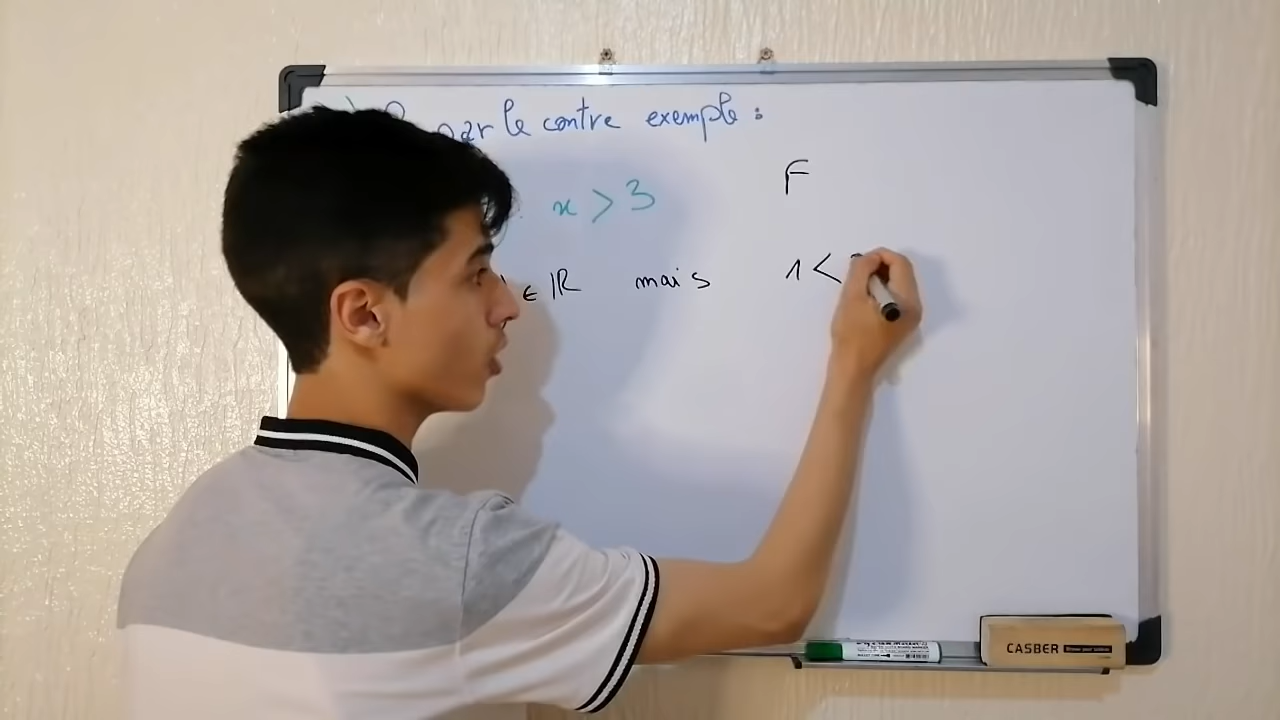 par le contre exemple :
x > 3
F
∈ ℝ mais 1 <
CASBER